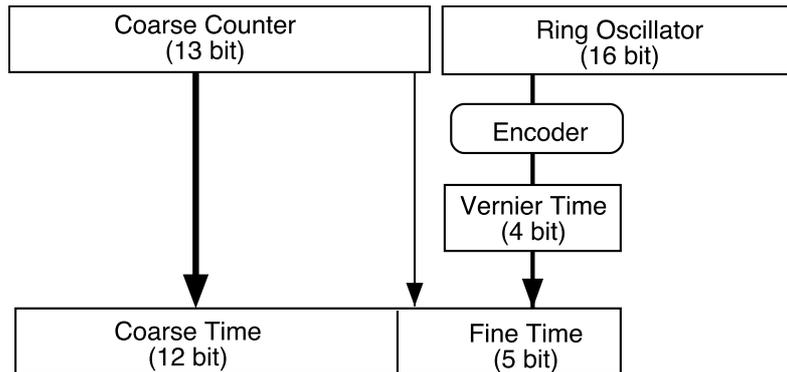 Coarse Counter
(13 bit)
Ring Oscillator
(16 bit)
Encoder
Vernier Time
(4 bit)
Coarse Time
(12 bit)
Fine Time
(5 bit)